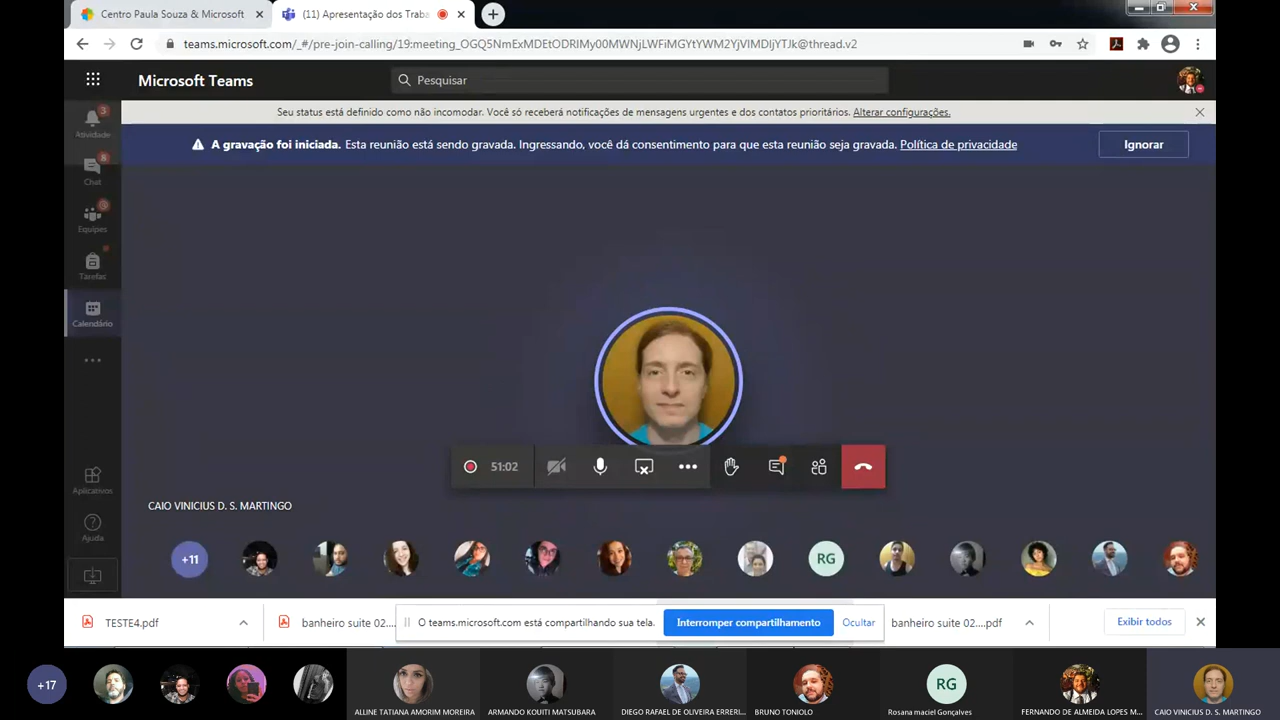 Centro Paula Souza & Microsoft
(11) Apresentação dos Traba
teams.microsoft.com/_#/pre-join-calling/19:meeting_OGQ5NmExMDEtODRlMy00MWNjLWFiMGYtYWM2YjVlMDljYTJk@thread.v2
Microsoft Teams
Pesquisar
Seu status está definido como não incomodar. Você só receberá notificações de mensagens urgentes e dos contatos prioritários. Alterar configurações.
A gravação foi iniciada. Esta reunião está sendo gravada. Ingressando, você dá consentimento para que esta reunião seja gravada. Política de privacidade
Ignorar
3
Atividade
8
Chat
Equipes
Tarefas
Calendário
Aplicativos
Ajuda
51:02
CAIO VINICIUS D. S. MARTINGO
+11
RG
TESTE4.pdf
banheiro suite 02....
O teams.microsoft.com está compartilhando sua tela.
Interromper compartilhamento
Ocultar
banheiro suite 02....pdf
Exibir todos
+17
RG
ALLINE TATIANA AMORIM MOREIRA
ARMANDO KOUITI MATSUBARA
DIEGO RAFAEL DE OLIVEIRA ERRERI...
BRUNO TONIOLO
Rosana maciel Gonçalves
FERNANDO DE ALMEIDA LOPES M...
CAIO VINICIUS D. S. MARTINGO